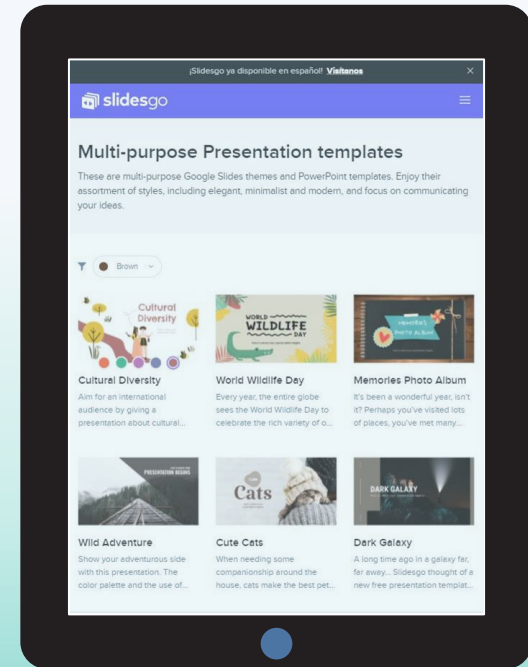 ¡Slidesgo ya disponible en español! Visítanos
slidesgo
Multi-purpose Presentation templates
These are multi-purpose Google Slides themes and PowerPoint templates. Enjoy their
assortment of styles, including elegant, minimalist and modern, and focus on communicating
your ideas.
Brown
Cultural
Diversity
WORLD
WILDLIFE
DAY
MEMORIES
PHOTO ALBUM
Cultural Diversity
Aim for an international
audience by giving a
presentation about cultural...
World Wildlife Day
Every year, the entire globe
sees the World Wildlife Day to
celebrate the rich variety of o...
Memories Photo Album
It's been a wonderful year, isn't
it? Perhaps you've visited lots
of places, you've met many...
PRESENTATION BEGINS
Cats
DARK GALAXY
Wild Adventure
Show your adventurous side
with this presentation. The
color palette and the use of...
Cute Cats
When needing some
companionship around the
house, cats make the best pet...
Dark Galaxy
A long time ago in a galaxy far,
far away... Slidesgo thought of a
new free presentation templat...